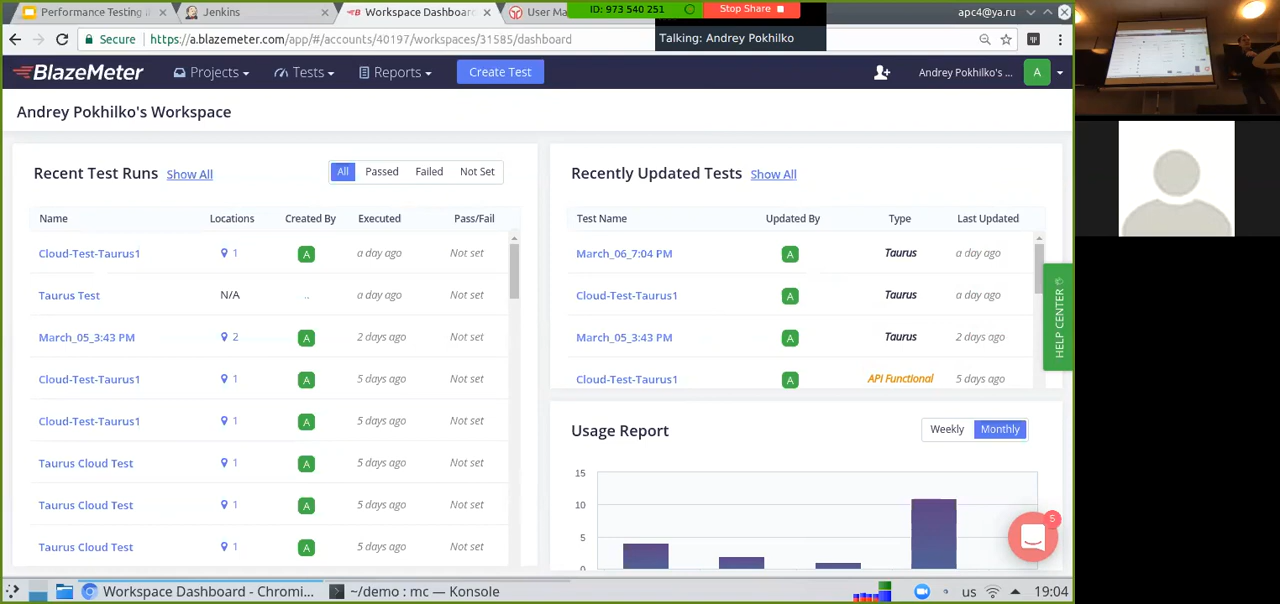 Performance Testing i
Jenkins
Workspace Dashboar
User Ma
ID: 973 540 251
Stop Share
apc4@ya.ru
Talking: Andrey Pokhilko
Secure
https://a.blazemeter.com/app/#/accounts/40197/workspaces/31585/dashboard
BlazeMeter
Projects
Tests
Reports
Create Test
Andrey Pokhilko's ...
A
Andrey Pokhilko's Workspace
Recent Test Runs
Show All
All
Passed
Failed
Not Set
Name Locations Created By Executed Pass/Fail
Cloud-Test-Taurus1 1 A a day ago Not set
Taurus Test N/A .. a day ago Not set
March_05_3:43 PM 2 A 2 days ago Not set
Cloud-Test-Taurus1 1 A 5 days ago Not set
Cloud-Test-Taurus1 1 A 5 days ago Not set
Taurus Cloud Test 1 A 5 days ago Not set
Taurus Cloud Test 1 A 5 days ago Not set
Taurus Cloud Test 1 A 5 days ago Not set
Recently Updated Tests
Show All
Test Name Updated By Type Last Updated
March_06_7:04 PM A Taurus a day ago
Cloud-Test-Taurus1 A Taurus a day ago
March_05_3:43 PM A Taurus 2 days ago
Cloud-Test-Taurus1 A API Functional 5 days ago
HELP CENTER
Usage Report
Weekly
Monthly
15
10
5
0
5
Workspace Dashboard - Chromi...
~/demo : mc — Konsole
us
19:04